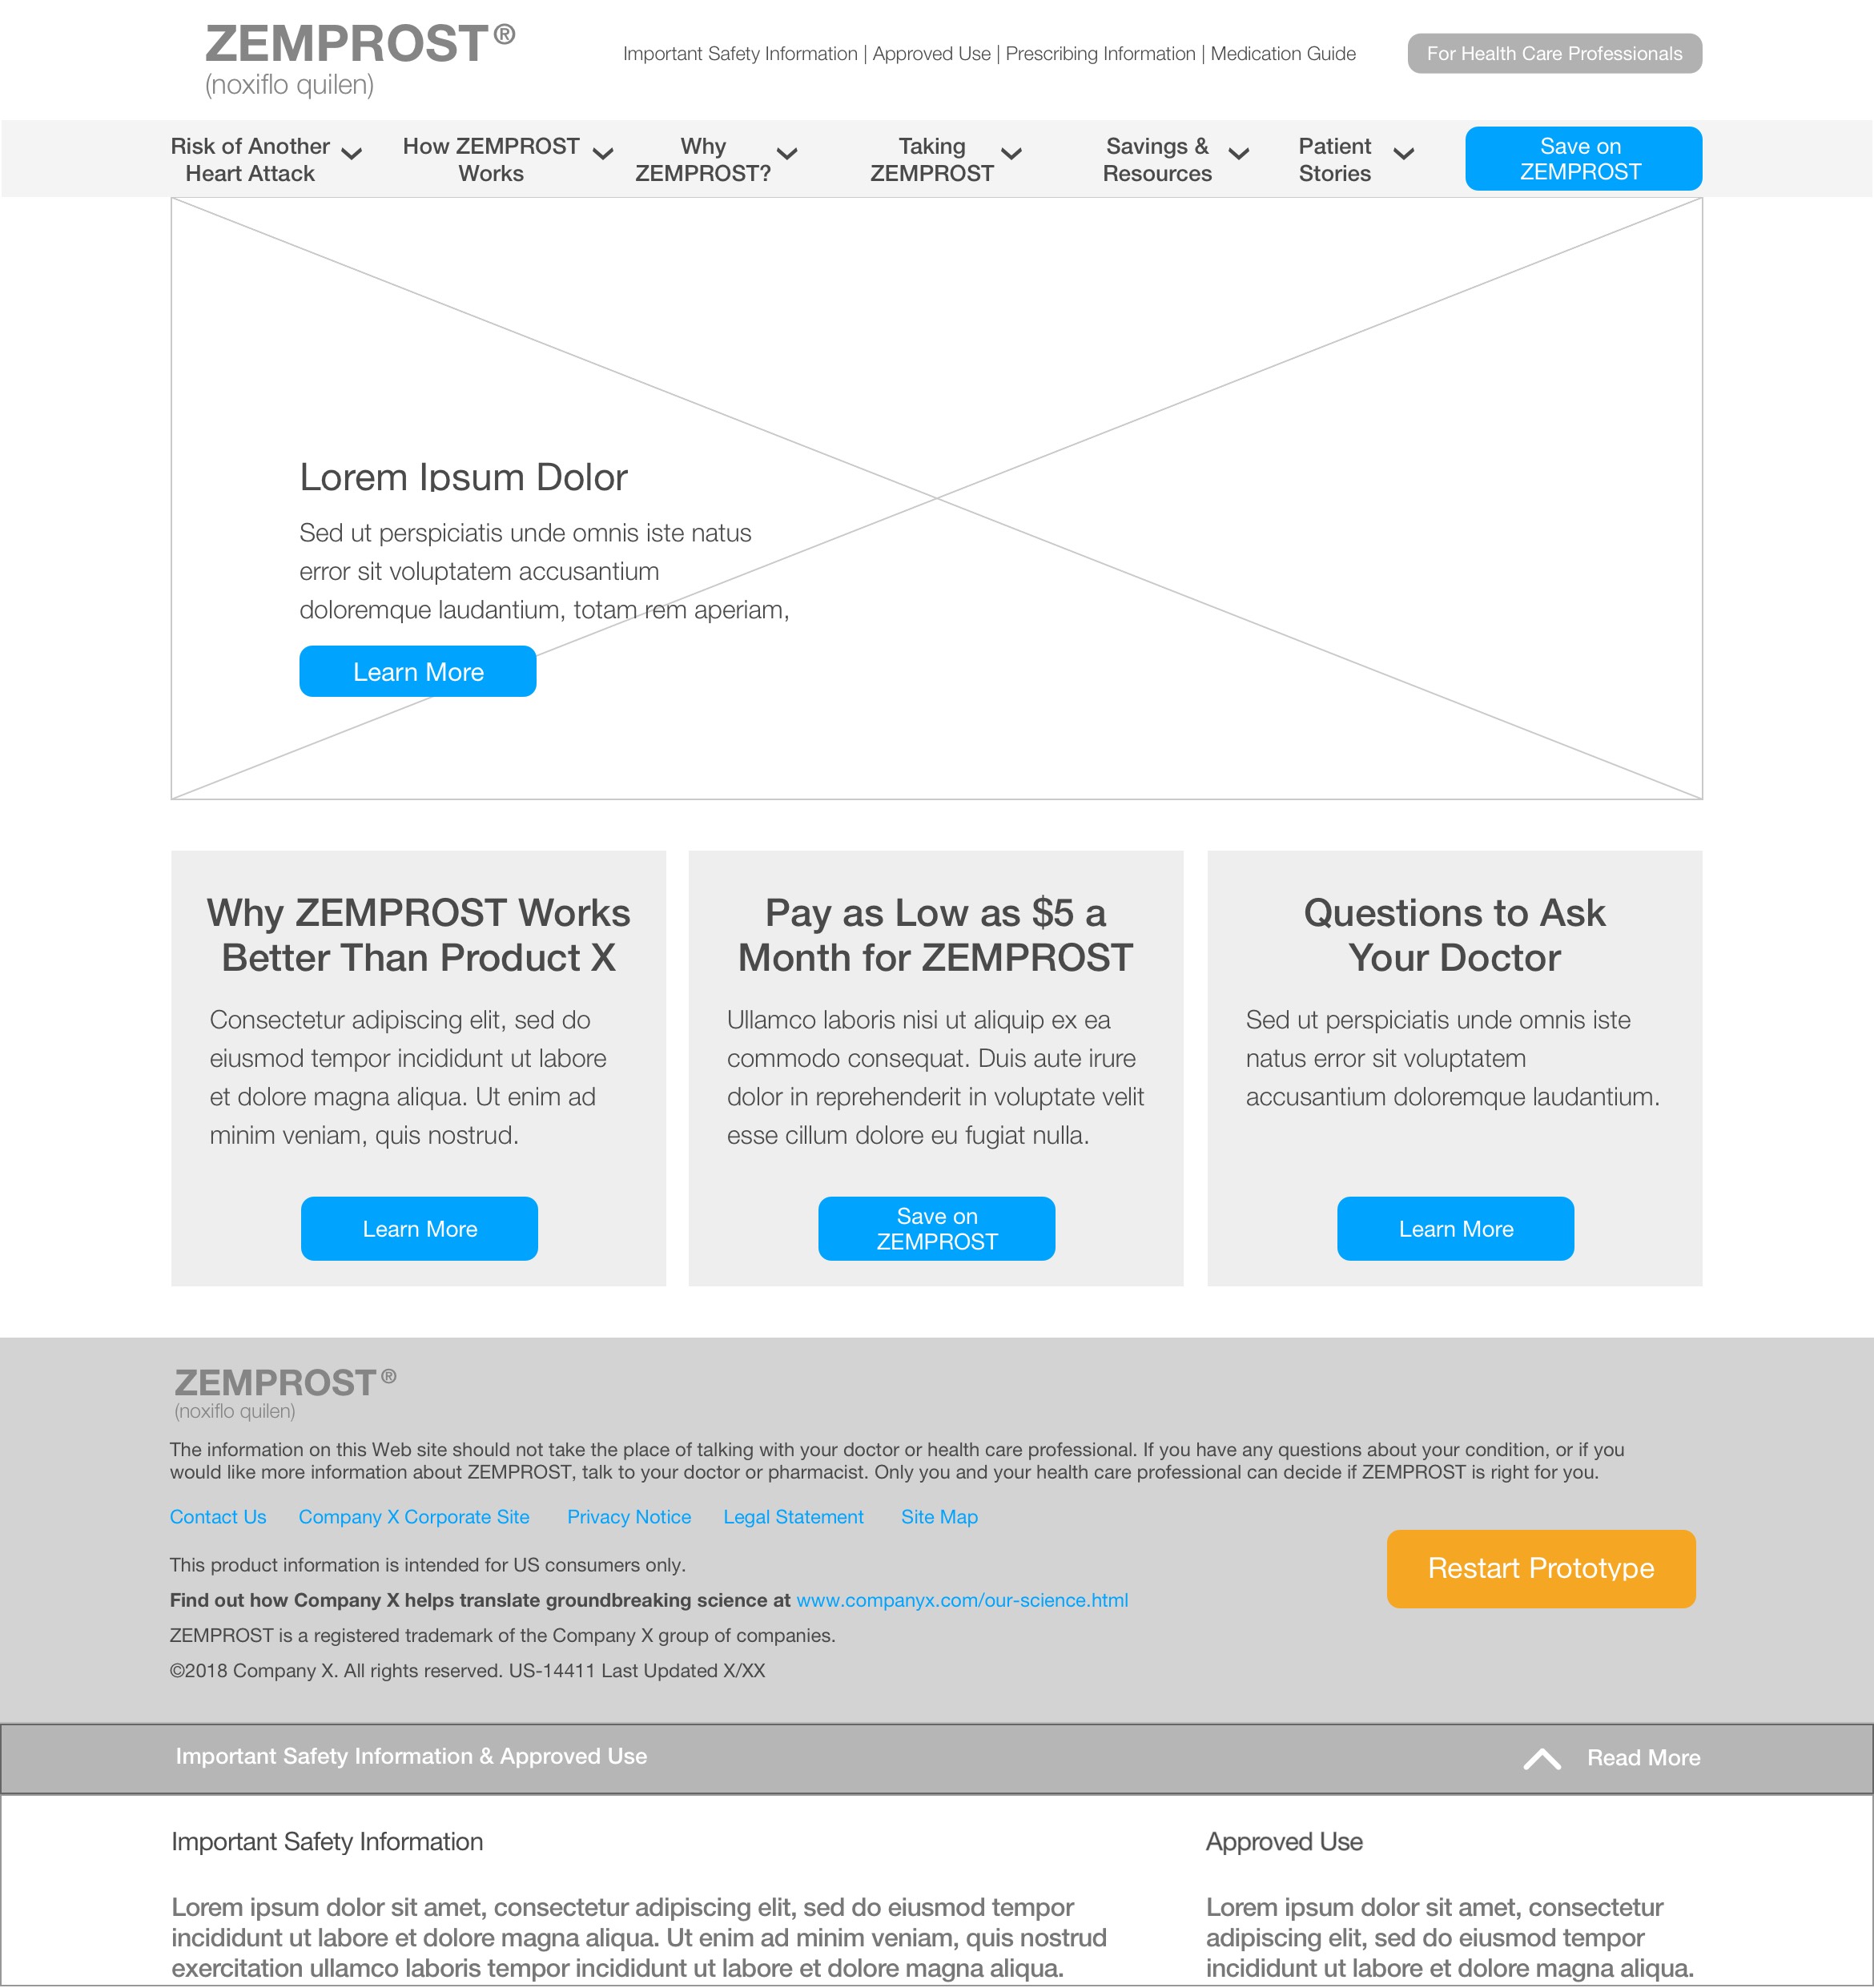 ZEMPROST®
(noxiflo quilen)
Important Safety Information | Approved Use | Prescribing Information | Medication Guide
For Health Care Professionals
Risk of Another
Heart Attack
How ZEMPROST
Works
Why
ZEMPROST?
Taking
ZEMPROST
Savings &
Resources
Patient
Stories
Save on
ZEMPROST
Lorem Ipsum Dolor
Sed ut perspiciatis unde omnis iste natus
error sit voluptatem accusantium
doloremque laudantium, totam rem aperiam,
Learn More
Why ZEMPROST Works
Better Than Product X
Consectetur adipiscing elit, sed do
eiusmod tempor incididunt ut labore
et dolore magna aliqua. Ut enim ad
minim veniam, quis nostrud.
Learn More
Pay as Low as $5 a
Month for ZEMPROST
Ullamco laboris nisi ut aliquip ex ea
commodo consequat. Duis aute irure
dolor in reprehenderit in voluptate velit
esse cillum dolore eu fugiat nulla.
Save on
ZEMPROST
Questions to Ask
Your Doctor
Sed ut perspiciatis unde omnis iste
natus error sit voluptatem
accusantium doloremque laudantium.
Learn More
ZEMPROST®
(noxiflo quilen)
The information on this Web site should not take the place of talking with your doctor or health care professional. If you have any questions about your condition, or if you
would like more information about ZEMPROST, talk to your doctor or pharmacist. Only you and your health care professional can decide if ZEMPROST is right for you.
Contact Us Company X Corporate Site Privacy Notice Legal Statement Site Map
This product information is intended for US consumers only.
Find out how Company X helps translate groundbreaking science at www.companyx.com/our-science.html
ZEMPROST is a registered trademark of the Company X group of companies.
©2018 Company X. All rights reserved. US-14411 Last Updated X/XX
Restart Prototype
Important Safety Information & Approved Use
Read More
Important Safety Information
Lorem ipsum dolor sit amet, consectetur adipiscing elit, sed do eiusmod tempor
incididunt ut labore et dolore magna aliqua. Ut enim ad minim veniam, quis nostrud
exercitation ullamco laboris tempor incididunt ut labore et dolore magna aliqua.
Approved Use
Lorem ipsum dolor sit amet, consectetur
adipiscing elit, sed do eiusmod tempor
incididunt ut labore et dolore magna aliqua.